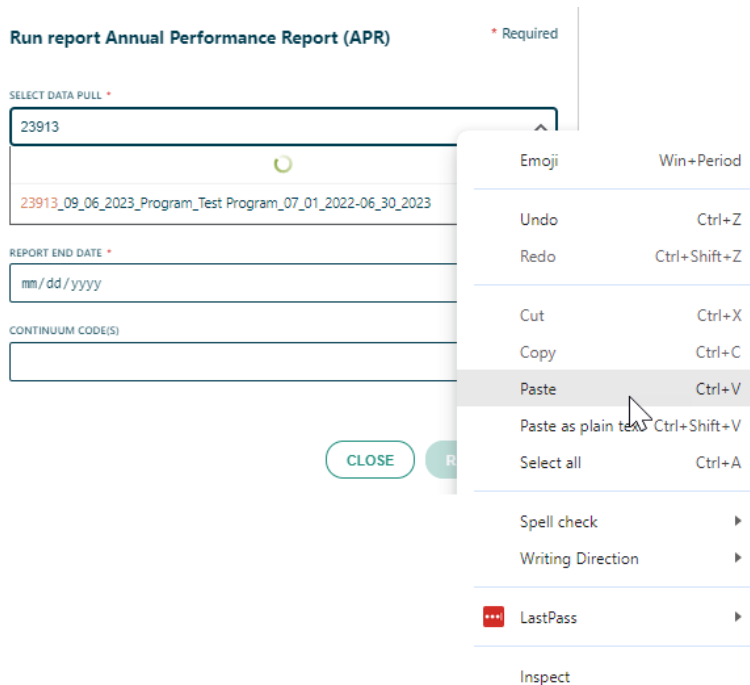 Run report Annual Performance Report (APR)
* Required
SELECT DATA PULL *
23913
23913_09_06_2023_Program_Test Program_07_01_2022-06_30_2023
REPORT END DATE *
mm/dd/yyyy
CONTINUUM CODE(S)
CLOSE
R
Emoji Win+Period
Undo Ctrl+Z
Redo Ctrl+Shift+Z
Cut Ctrl+X
Copy Ctrl+C
Paste Ctrl+V
Paste as plain text Ctrl+Shift+V
Select all Ctrl+A
Spell check
Writing Direction
LastPass
Inspect